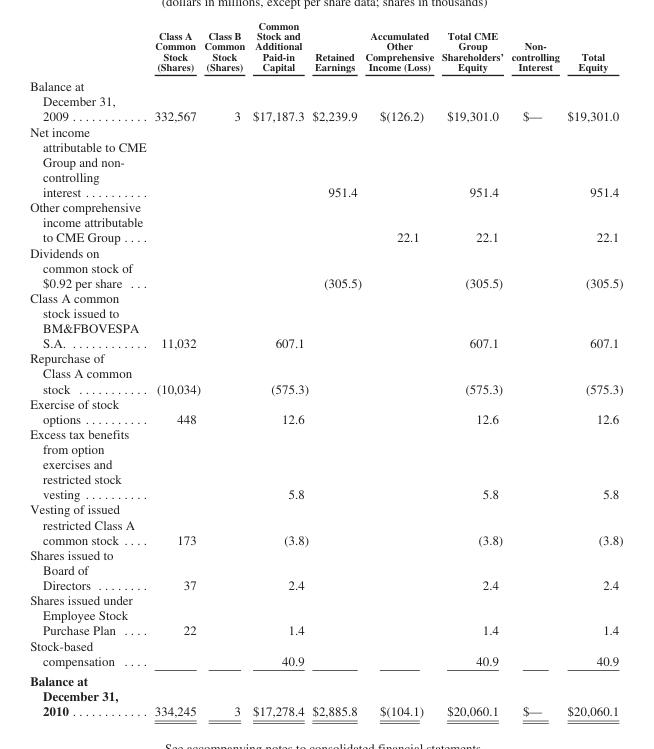 (dollars in millions, except per share data; shares in thousands)
Class A Common Stock (Shares) Class B Common Stock (Shares) Common Stock and Additional Paid-in Capital Retained Earnings Accumulated Other Comprehensive Income (Loss) Total CME Group Shareholders' Equity Non-controlling Interest Total Equity
Balance at
December 31,
2009 . . . . . . . . . . . . 332,567 3 $17,187.3 $2,239.9 $(126.2) $19,301.0 $— $19,301.0
Net income
attributable to CME
Group and non-
controlling
interest . . . . . . . . . . 951.4 951.4 951.4
Other comprehensive
income attributable
to CME Group . . . . 22.1 22.1 22.1
Dividends on
common stock of
$0.92 per share . . . (305.5) (305.5) (305.5)
Class A common
stock issued to
BM&FBOVESPA
S.A. . . . . . . . . . . . . 11,032 607.1 607.1 607.1
Repurchase of
Class A common
stock . . . . . . . . . . . (10,034) (575.3) (575.3) (575.3)
Exercise of stock
options . . . . . . . . . . 448 12.6 12.6 12.6
Excess tax benefits
from option
exercises and
restricted stock
vesting . . . . . . . . . . 5.8 5.8 5.8
Vesting of issued
restricted Class A
common stock . . . . 173 (3.8) (3.8) (3.8)
Shares issued to
Board of
Directors . . . . . . . . 37 2.4 2.4 2.4
Shares issued under
Employee Stock
Purchase Plan . . . . 22 1.4 1.4 1.4
Stock-based
compensation . . . . 40.9 40.9 40.9
Balance at
December 31,
2010 . . . . . . . . . . . . 334,245 3 $17,278.4 $2,885.8 $(104.1) $20,060.1 $— $20,060.1
See accompanying notes to consolidated financial statements